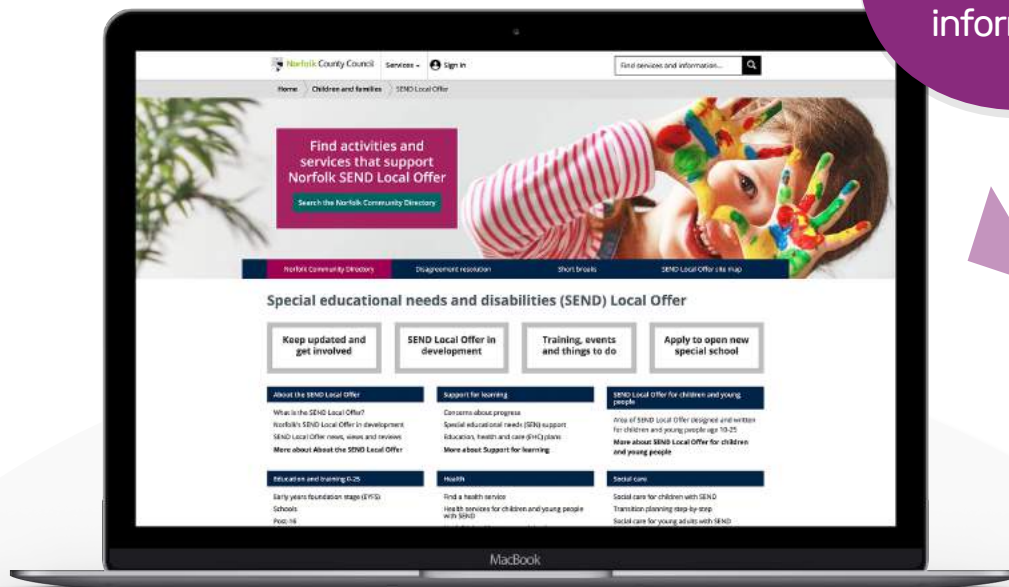 infor
Norfolk County Council
Services
Sign in
Find services and information...
Home
Children and families
SEND Local Offer
Find activities and
services that support
Norfolk SEND Local Offer
Search the Norfolk Community Directory
Norfolk Community Directory
Disagreement resolution
Short breaks
SEND Local Offer site map
Special educational needs and disabilities (SEND) Local Offer
Keep updated and
get involved
SEND Local Offer in
development
Training, events
and things to do
Apply to open new
special school
About the SEND Local Offer
What is the SEND Local Offer?
Norfolk's SEND Local Offer in development
SEND Local Offer news, views and reviews
More about About the SEND Local Offer
Support for learning
Concerns about progress
Special educational needs (SEN) support
Education, health and care (EHC) plans
More about Support for learning
SEND Local Offer for children and young
people
Area of SEND Local Offer designed and written
for children and young people age 10-25
More about SEND Local Offer for children
and young people
Education and training 0-25
Early years foundation stage (EYFS)
Schools
Post-16
Health
Find a health service
Health services for children and young people
with SEND
Social care
Social care for children with SEND
Transition planning step-by-step
Social care for young adults with SEND
MacBook